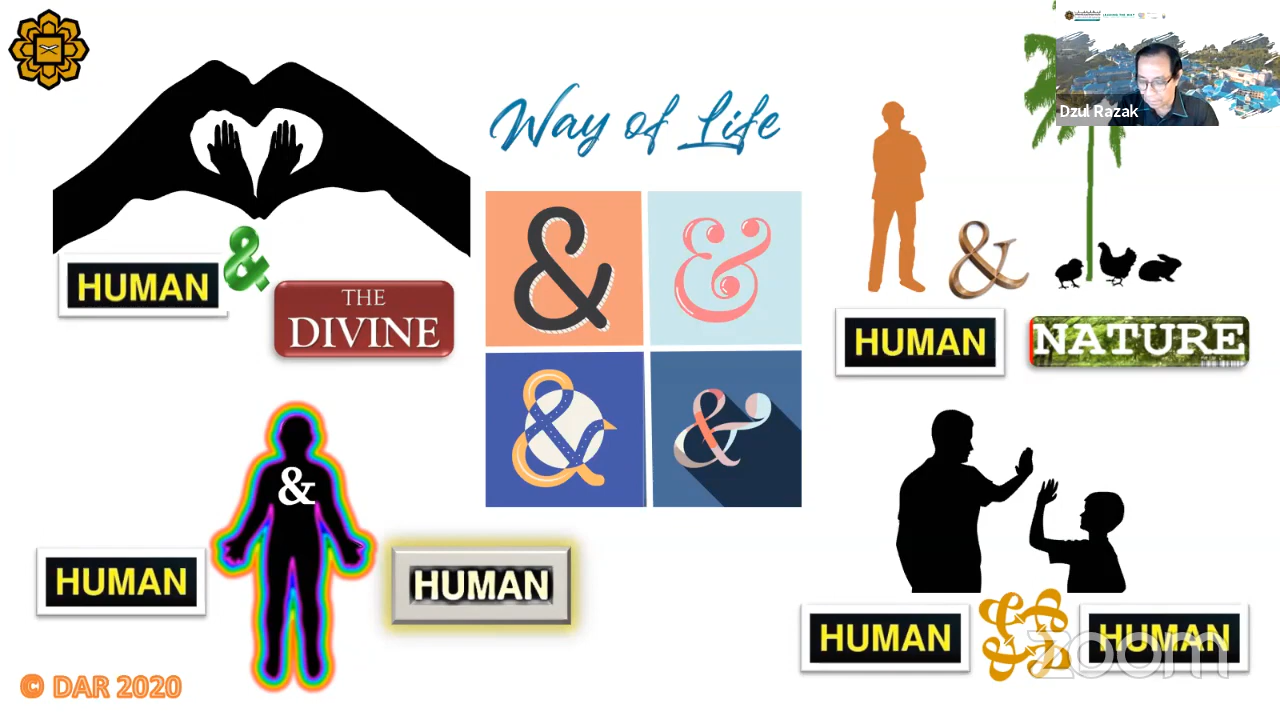 Way of Life
Dzul Razak
HUMAN
&
THE
DIVINE
&
&
&
&
&
HUMAN
NATURE
&
HUMAN
HUMAN
HUMAN
&
HUMAN
zoom
© DAR 2020